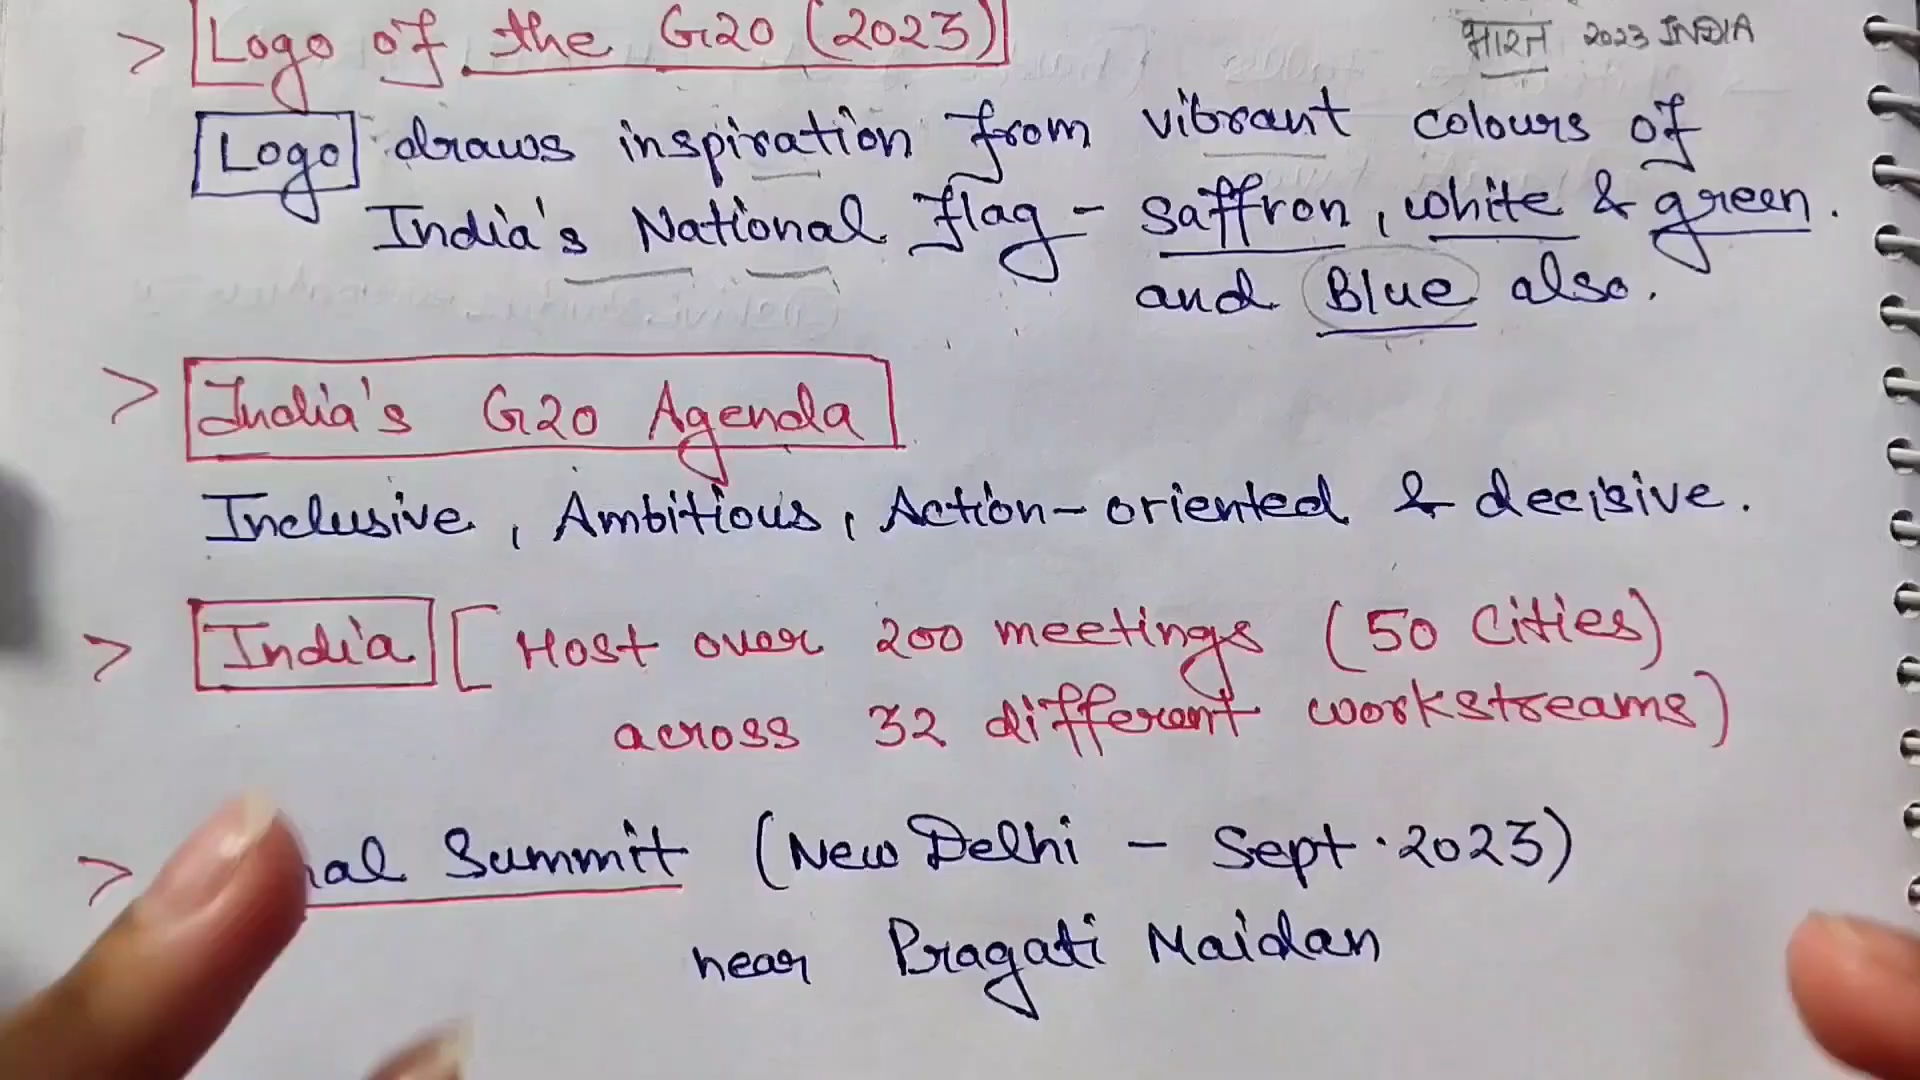 भारत 2023 INDIA
> Logo of the G20 (2023)
Logo draws inspiration from vibrant colours of
India's National Flag - saffron, white & green.
and Blue also.
> India's G20 Agenda
Inclusive, Ambitious, Action-oriented & decisive.
> India [ Host over 200 meetings (50 cities)
across 32 different workstreams)
> Summit (New Delhi - Sept. 2023)
near Pragati Maidan